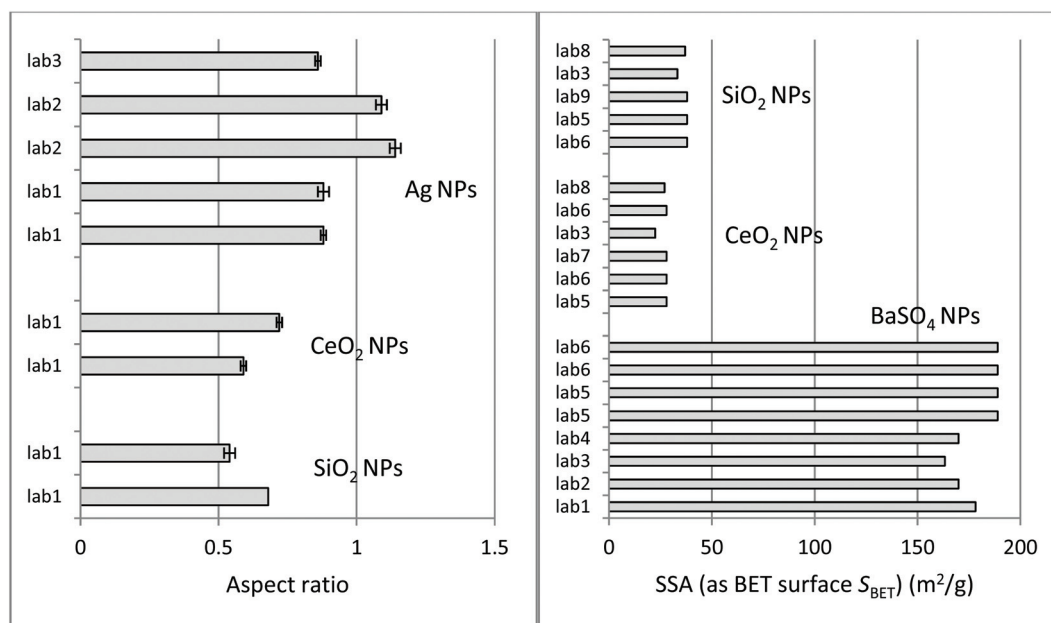 lab3
lab2
lab2
lab1
Ag NPs
lab1
lab1
CeO₂ NPs
lab1
lab1
SiO₂ NPs
lab1
0 0.5 1 1.5
Aspect ratio
lab8
lab3
SiO₂ NPs
lab9
lab5
lab6
lab8
lab6
CeO₂ NPs
lab3
lab7
lab6
lab5
BaSO₄ NPs
lab6
lab6
lab5
lab5
lab4
lab3
lab2
lab1
0 50 100 150 200
SSA (as BET surface S_BET) (m²/g)